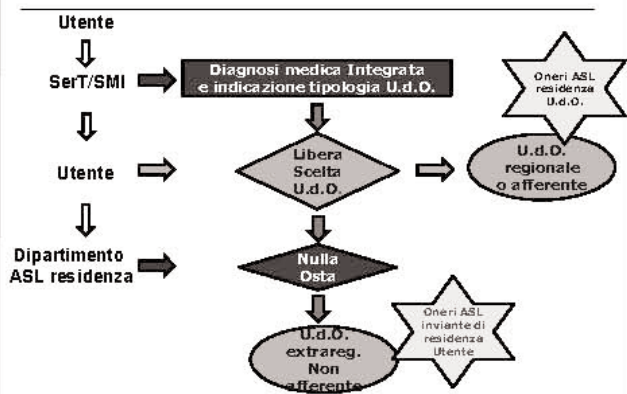 Utente
SerT/SMI
Diagnosi medica Integrata
e indicazione tipologia U.d.O.
Oneri ASL
residenza
U.d.O.
Utente
Libera
Scelta
U.d.O.
U.d.O.
regionale
o afferente
Dipartimento
ASL residenza
Nulla
Osta
U.d.O.
extrareg.
Non
afferente
Oneri ASL
inviante di
residenza
Utente